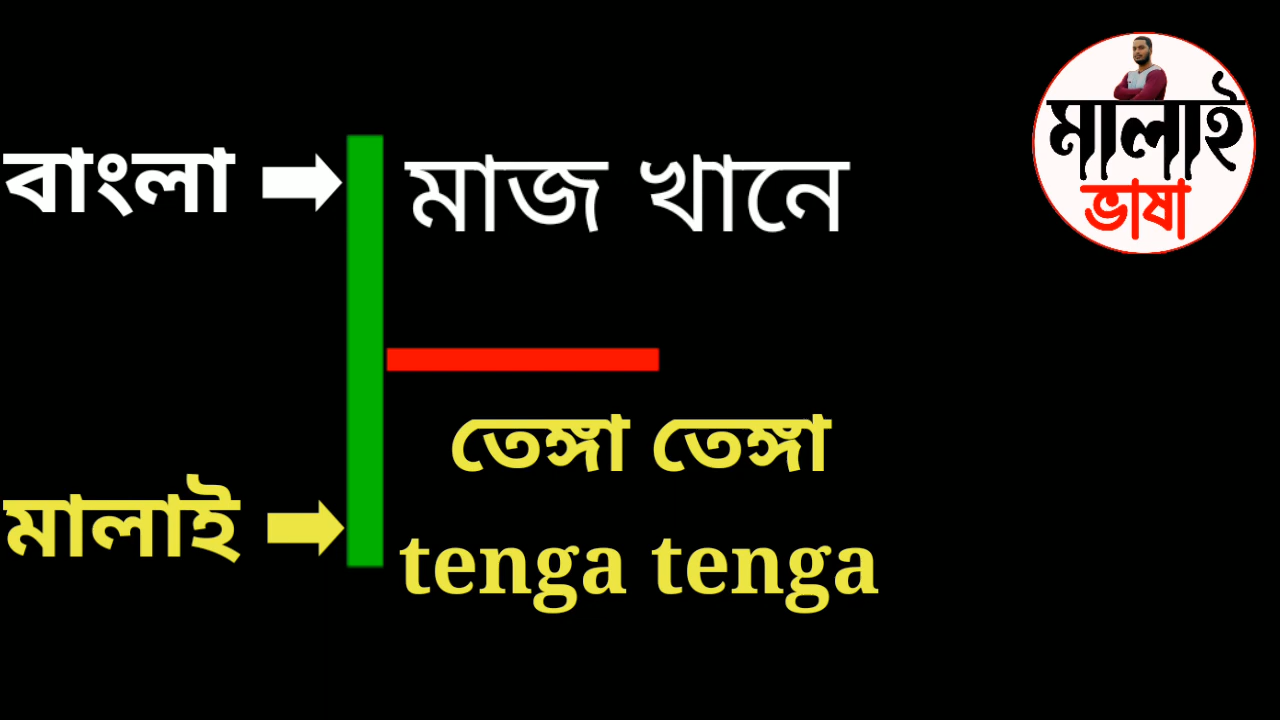 বাংলা ➡ মাজ খানে
মালাই
ভাষা
তেঙ্গা তেঙ্গা
মালাই ➡
tenga tenga